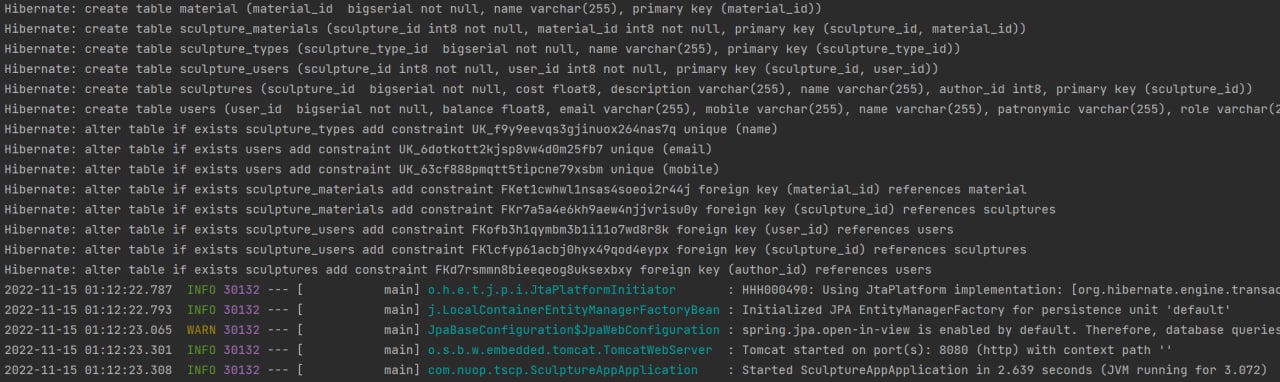 Hibernate: create table material (material_id  bigserial not null, name varchar(255), primary key (material_id))
Hibernate: create table sculpture_materials (sculpture_id int8 not null, material_id int8 not null, primary key (sculpture_id, material_id))
Hibernate: create table sculpture_types (sculpture_type_id  bigserial not null, name varchar(255), primary key (sculpture_type_id))
Hibernate: create table sculpture_users (sculpture_id int8 not null, user_id int8 not null, primary key (sculpture_id, user_id))
Hibernate: create table sculptures (sculpture_id  bigserial not null, cost float8, description varchar(255), name varchar(255), author_id int8, primary key (sculpture_id))
Hibernate: create table users (user_id  bigserial not null, balance float8, email varchar(255), mobile varchar(255), name varchar(255), patronymic varchar(255), role varchar(2
Hibernate: alter table if exists sculpture_types add constraint UK_f9y9eevqs3gjinuox264nas7q unique (name)
Hibernate: alter table if exists users add constraint UK_6dotkott2kjsp8vw4d0m25fb7 unique (email)
Hibernate: alter table if exists users add constraint UK_63cf888pmqtt5tipcne79xsbm unique (mobile)
Hibernate: alter table if exists sculpture_materials add constraint FKet1cwhwl1nsas4soeoi2r44j foreign key (material_id) references material
Hibernate: alter table if exists sculpture_materials add constraint FKr7a5a4e6kh9aew4njjvrisu0y foreign key (sculpture_id) references sculptures
Hibernate: alter table if exists sculpture_users add constraint FKofb3h1qymbm3b1i11o7wd8r8k foreign key (user_id) references users
Hibernate: alter table if exists sculpture_users add constraint FKlcfyp61acbj0hyx49qod4eypx foreign key (sculpture_id) references sculptures
Hibernate: alter table if exists sculptures add constraint FKd7rsmmn8bieeqeog8uksexbxy foreign key (author_id) references users
2022-11-15 01:12:22.787  INFO 30132 --- [           main] o.h.e.t.j.p.i.JtaPlatformInitiator       : HHH000490: Using JtaPlatform implementation: [org.hibernate.engine.transac
2022-11-15 01:12:22.793  INFO 30132 --- [           main] j.LocalContainerEntityManagerFactoryBean : Initialized JPA EntityManagerFactory for persistence unit 'default'
2022-11-15 01:12:23.065  WARN 30132 --- [           main] JpaBaseConfiguration$JpaWebConfiguration : spring.jpa.open-in-view is enabled by default. Therefore, database queries
2022-11-15 01:12:23.301  INFO 30132 --- [           main] o.s.b.w.embedded.tomcat.TomcatWebServer  : Tomcat started on port(s): 8080 (http) with context path ''
2022-11-15 01:12:23.308  INFO 30132 --- [           main] com.nuop.tscp.SculptureAppApplication    : Started SculptureAppApplication in 2.639 seconds (JVM running for 3.072)